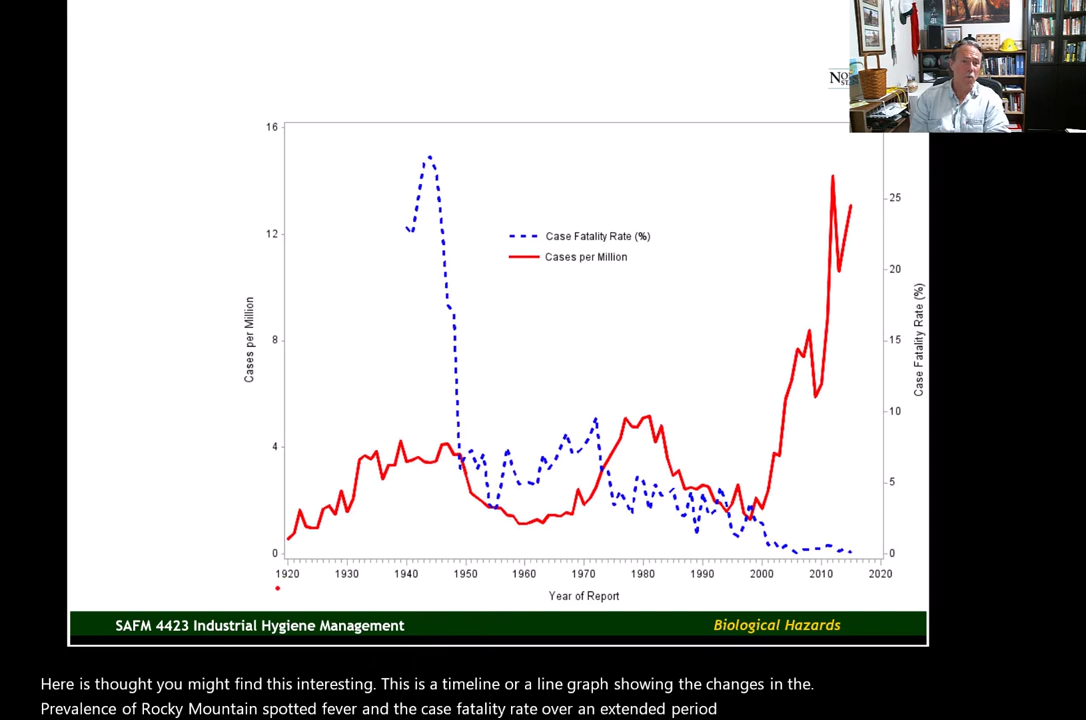 No
16
12
8
4
0
Cases per Million
Case Fatality Rate (%)
Cases per Million
25
20
15
10
5
0
Case Fatality Rate (%)
1920 1930 1940 1950 1960 1970 1980 1990 2000 2010 2020
Year of Report
SAFM 4423 Industrial Hygiene Management
Biological Hazards
Here is thought you might find this interesting. This is a timeline or a line graph showing the changes in the.
Prevalence of Rocky Mountain spotted fever and the case fatality rate over an extended period